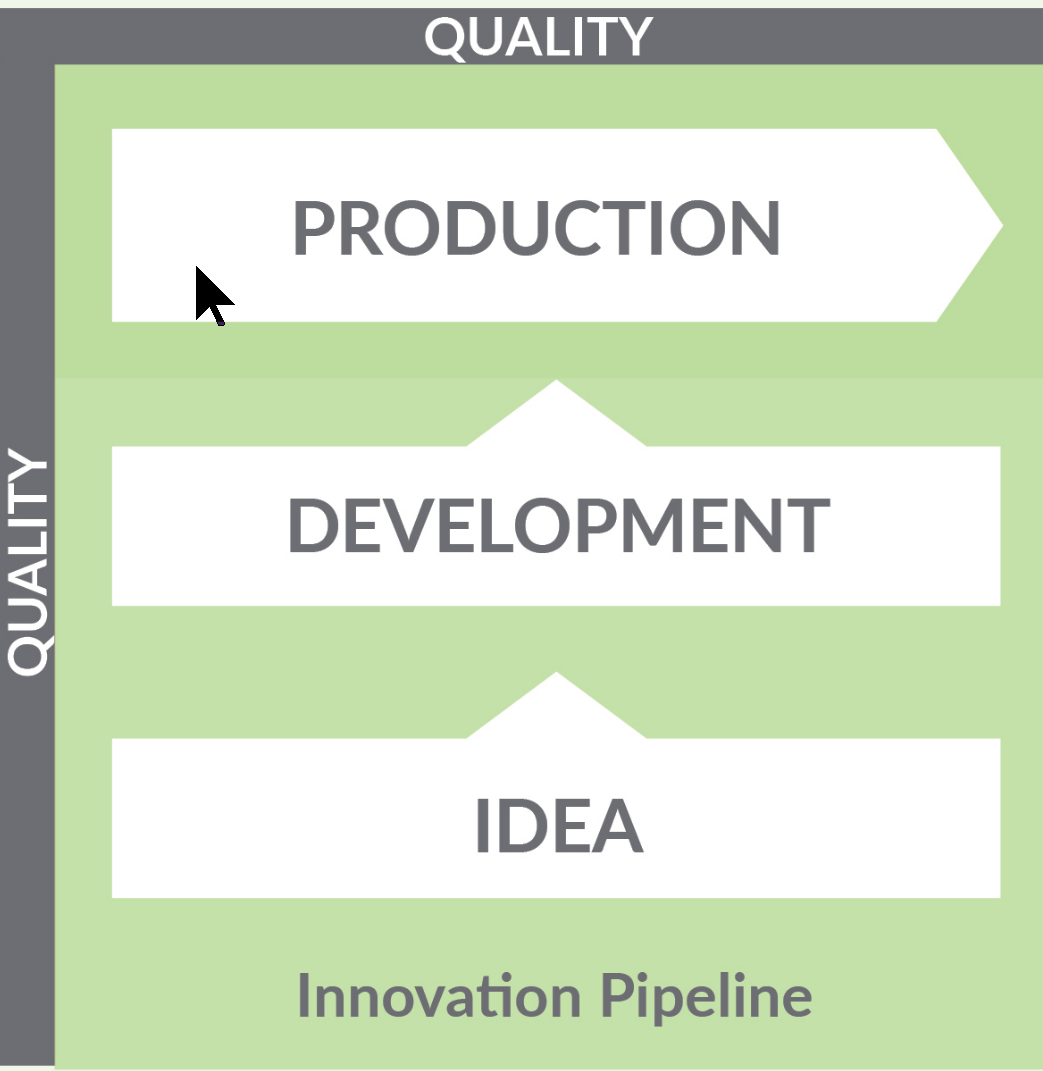 QUALITY
PRODUCTION
QUALITY
DEVELOPMENT
IDEA
Innovation Pipeline